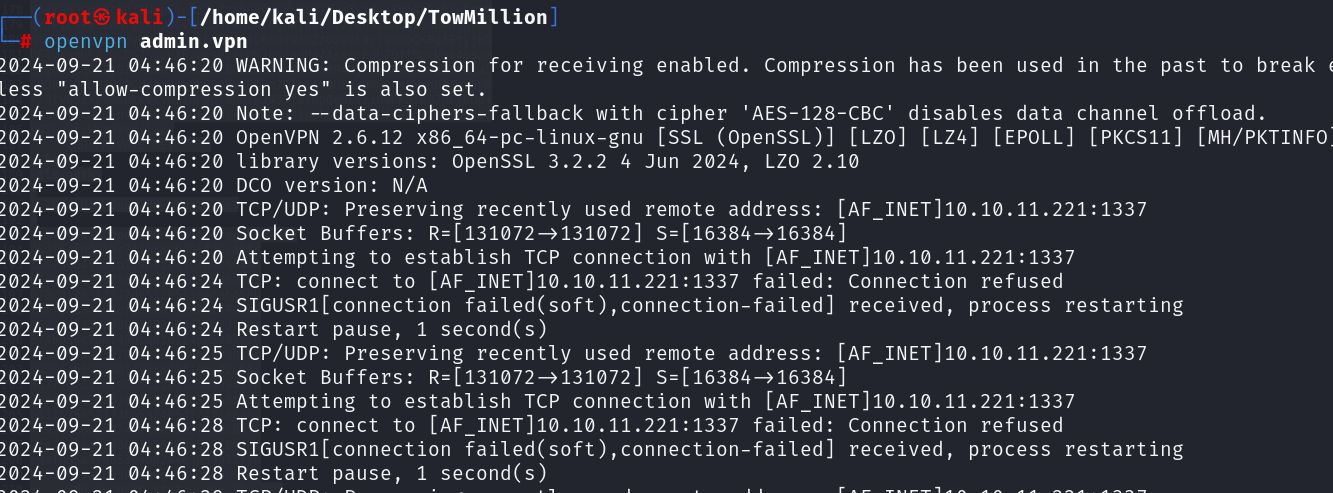 ┌──(root㉿kali)-[/home/kali/Desktop/TowMillion]
└─# openvpn admin.vpn
2024-09-21 04:46:20 WARNING: Compression for receiving enabled. Compression has been used in the past to break
less "allow-compression yes" is also set.
2024-09-21 04:46:20 Note: --data-ciphers-fallback with cipher 'AES-128-CBC' disables data channel offload.
2024-09-21 04:46:20 OpenVPN 2.6.12 x86_64-pc-linux-gnu [SSL (OpenSSL)] [LZO] [LZ4] [EPOLL] [PKCS11] [MH/PKTINFO]
2024-09-21 04:46:20 library versions: OpenSSL 3.2.2 4 Jun 2024, LZO 2.10
2024-09-21 04:46:20 DCO version: N/A
2024-09-21 04:46:20 TCP/UDP: Preserving recently used remote address: [AF_INET]10.10.11.221:1337
2024-09-21 04:46:20 Socket Buffers: R=[131072→131072] S=[16384→16384]
2024-09-21 04:46:20 Attempting to establish TCP connection with [AF_INET]10.10.11.221:1337
2024-09-21 04:46:24 TCP: connect to [AF_INET]10.10.11.221:1337 failed: Connection refused
2024-09-21 04:46:24 SIGUSR1[connection failed(soft),connection-failed] received, process restarting
2024-09-21 04:46:24 Restart pause, 1 second(s)
2024-09-21 04:46:25 TCP/UDP: Preserving recently used remote address: [AF_INET]10.10.11.221:1337
2024-09-21 04:46:25 Socket Buffers: R=[131072→131072] S=[16384→16384]
2024-09-21 04:46:25 Attempting to establish TCP connection with [AF_INET]10.10.11.221:1337
2024-09-21 04:46:28 TCP: connect to [AF_INET]10.10.11.221:1337 failed: Connection refused
2024-09-21 04:46:28 SIGUSR1[connection failed(soft),connection-failed] received, process restarting
2024-09-21 04:46:28 Restart pause, 1 second(s)